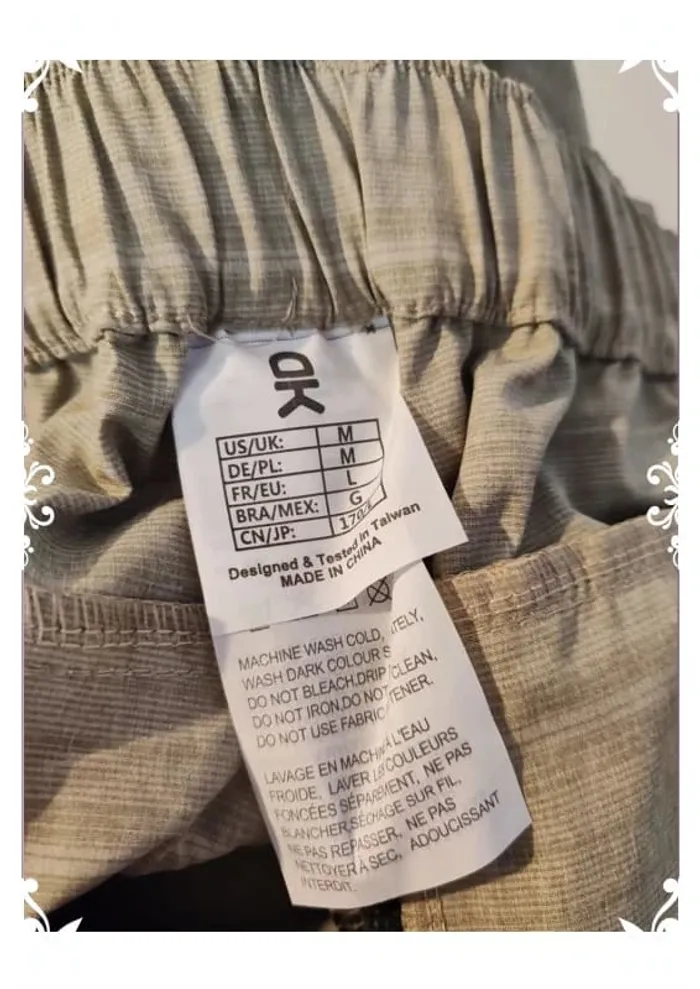 US/UK: M
DE/PL: M
FR/EU: L
BRA/MEX: G
CN/JP:
Designed & Tested in Taiwan
MADE IN CHINA
MACHINE WASH COLD,
WASH DARK COLOUR
DO NOT BLEACH.DRIP CLEAN,
DO NOT IRON.DO NOT
DO NOT USE FABRIC
LAVAGE EN MACHINE À L'EAU
FROIDE, LAVER LES COULEURS
FONCÉES SÉPARÉMENT, NE PAS
BLANCHER,SÉCHAGE SUR FIL,
NE PAS REPASSER, NE PAS
NETTOYER À SEC, ADOUCISSANT
INTERDIT.